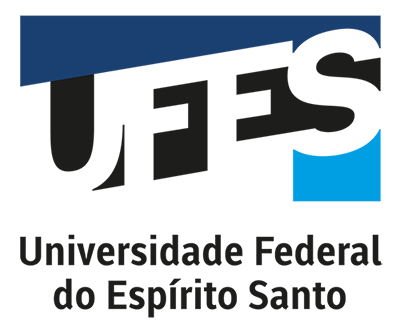 UFES
Universidade Federal
do Espírito Santo